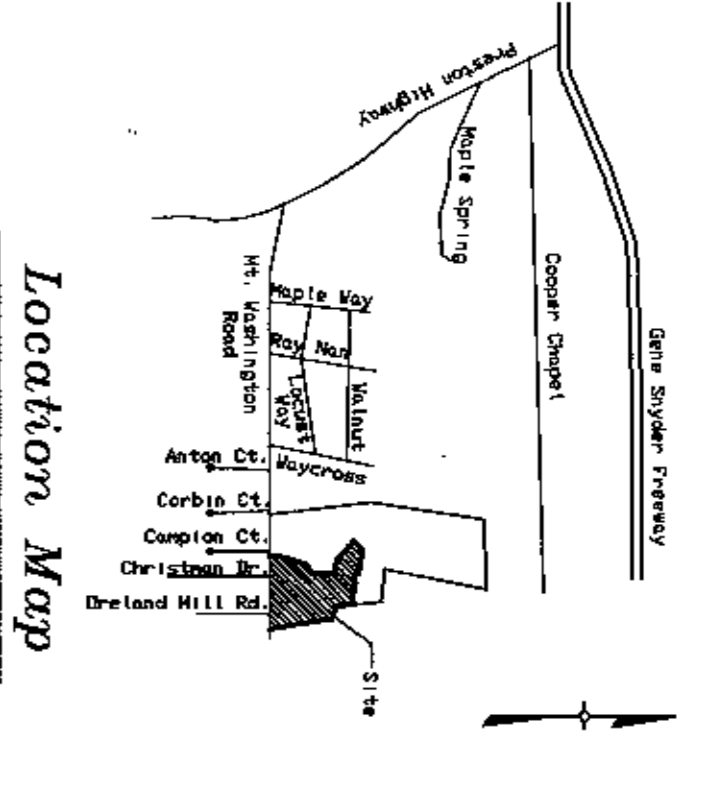 Preston Highway
Maple Spring
Cooper Chapel
Gene Snyder Freeway
Mt. Washington
Road
Maple Way
Ray Nan
Locust
Way
Walnut
Waycross
Anton Ct.
Corbin Ct.
Campion Ct.
Christman Dr.
Oreland Mill Rd.
Site
Location Map